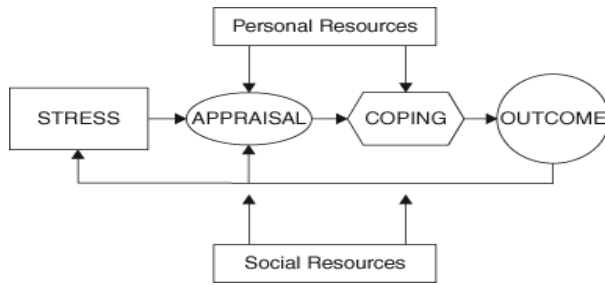 Personal Resources
STRESS
APPRAISAL
COPING
OUTCOME
Social Resources